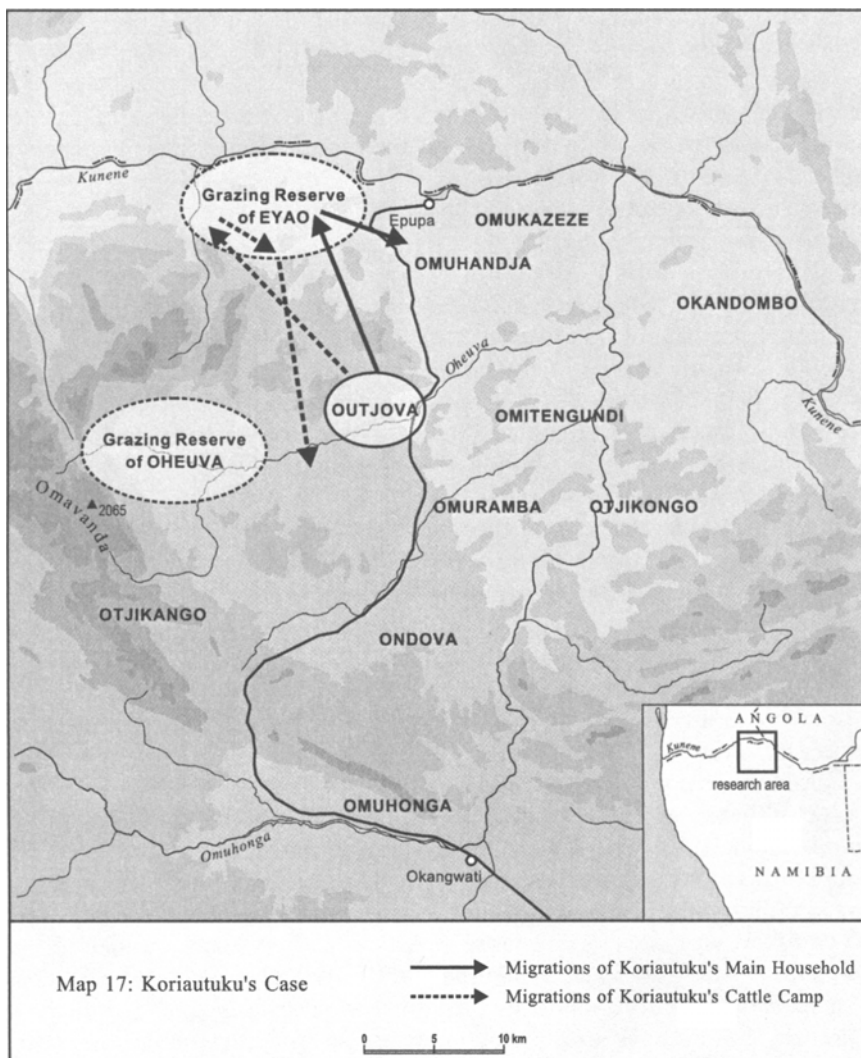 Kunene
Grazing Reserve
of EYAO
Epupa
OMUKAZEZE
OMUHANDJA
OKANDOMBO
Oheuva
Kunene
OUTJOVA
OMITENGUNDI
Grazing Reserve
of OHEUVA
Omavanda
2065
OMURAMBA
OTJIKONGO
OTJIKANGO
ONDOVA
ANGOLA
Kunene
research area
NAMIBIA
OMUHONGA
Omuhonga
Okangwati
Map 17: Koriautuku's Case
Migrations of Koriautuku's Main Household
Migrations of Koriautuku's Cattle Camp
0 5 10 km